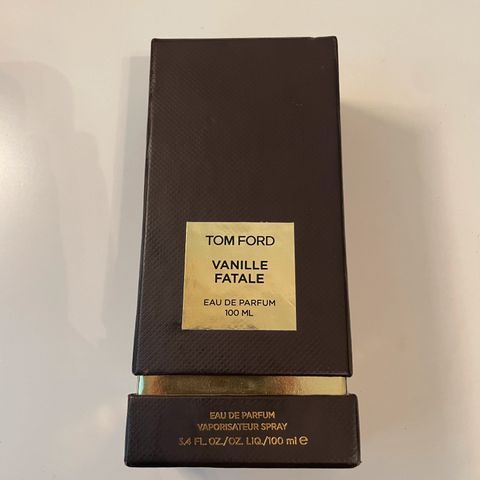 TOM FORD
VANILLE
FATALE
EAU DE PARFUM
100 ML
EAU DE PARFUM
VAPORISATEUR SPRAY
3.4 FL. OZ./OZ. LIQ./100 ml ℮